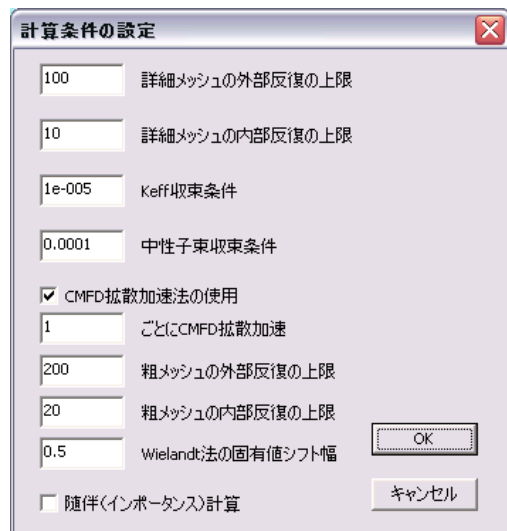 計算条件の設定
100 詳細メッシュの外部反復の上限
10 詳細メッシュの内部反復の上限
1e-005 Keff収束条件
0.0001 中性子束収束条件
CMFD拡散加速法の使用
1 ごとにCMFD拡散加速
200 粗メッシュの外部反復の上限
20 粗メッシュの内部反復の上限
0.5 Wielandt法の固有値シフト幅
OK
随伴(インポータンス)計算
キャンセル